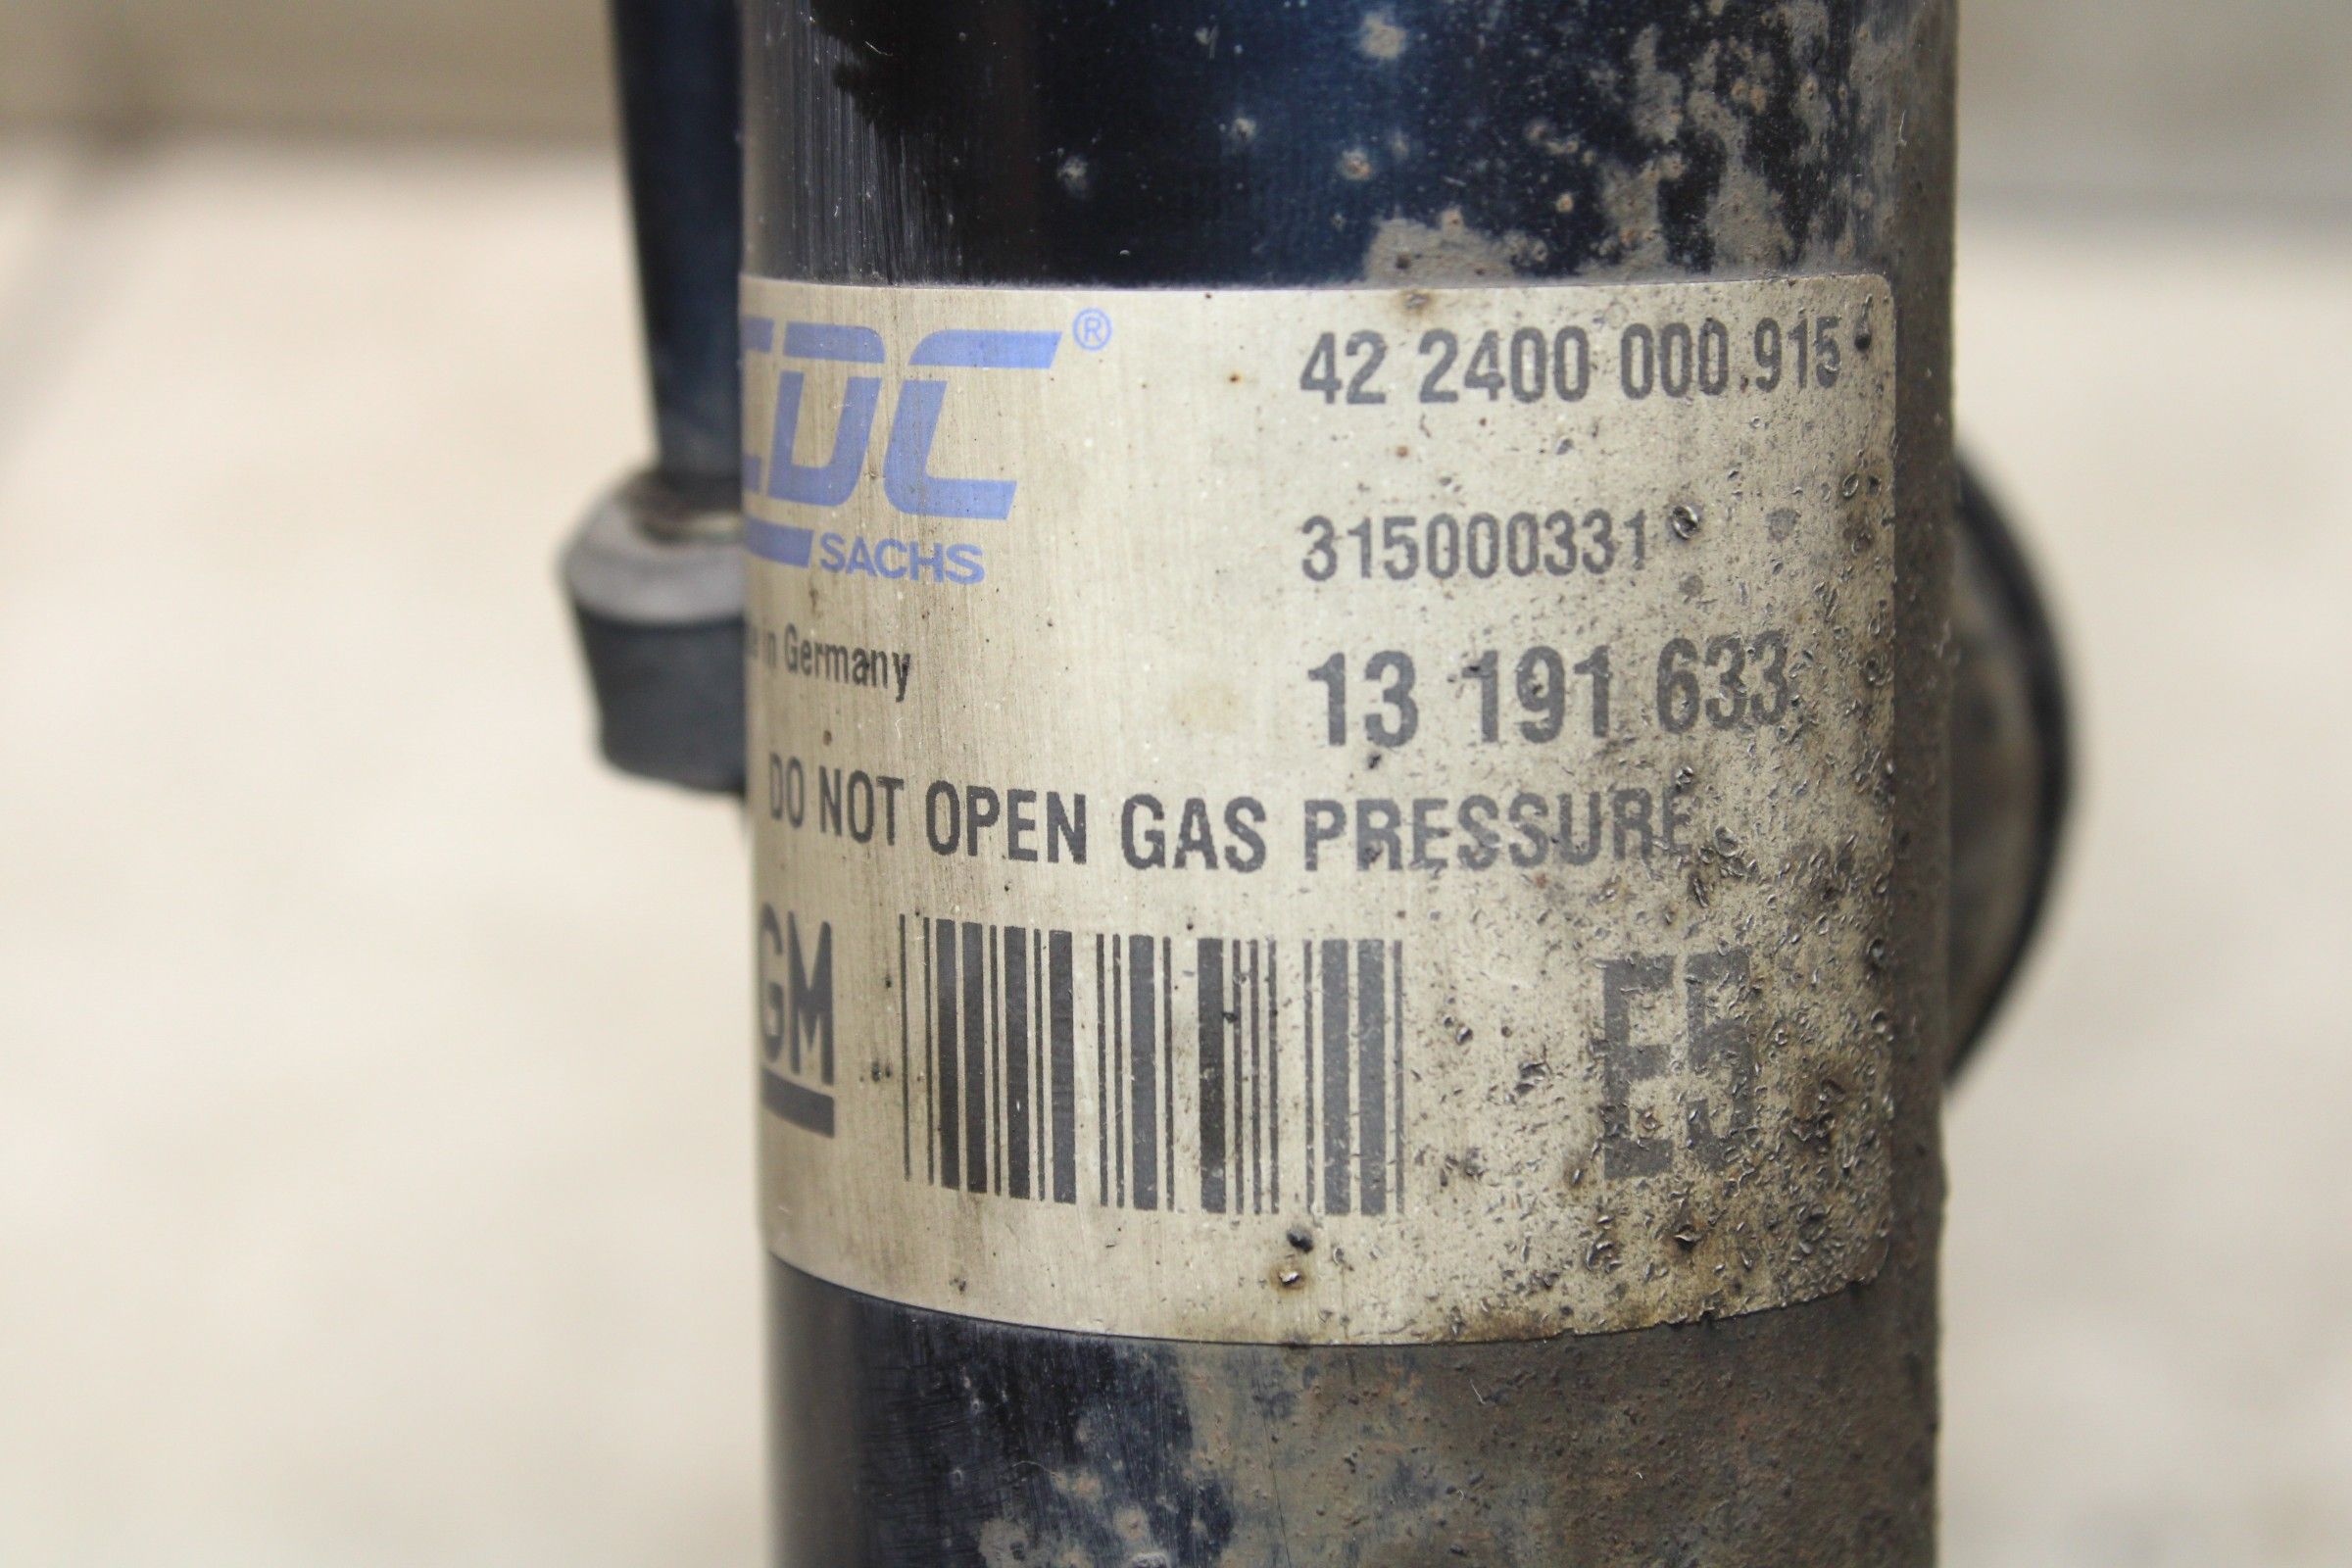 CDC®
SACHS
42 2400 000 915
315000331
13 191 633
in Germany
DO NOT OPEN GAS PRESSURE
GM
E5